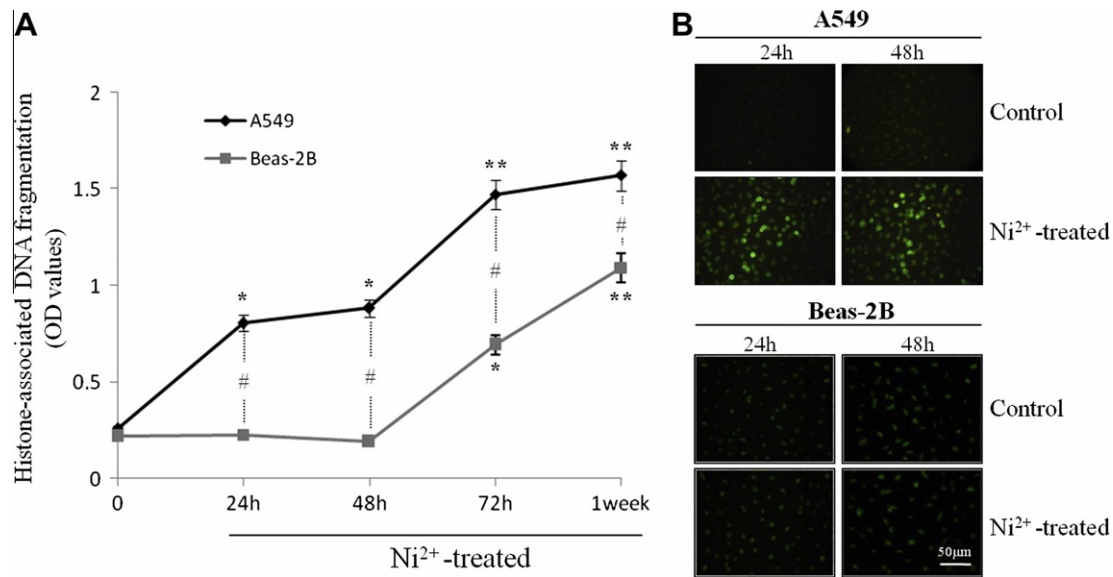 A
Histone-associated DNA fragmentation
(OD values)
2
1.5
1
0.5
0
A549
Beas-2B
*
*
**
**
#
#
#
#
*
**
0
24h
48h
72h
1week
Ni²⁺ -treated
B
A549
24h
48h
Control
Ni²⁺ -treated
Beas-2B
24h
48h
Control
Ni²⁺ -treated
50μm